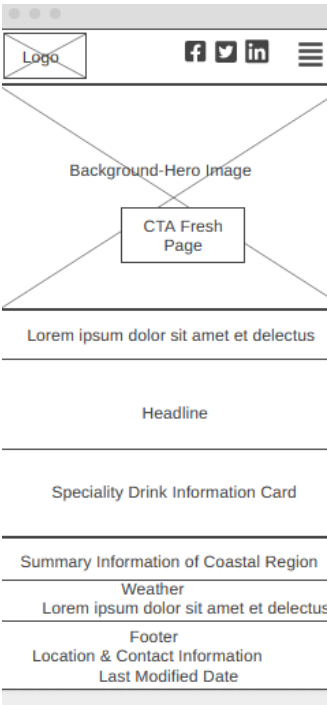 Logo
Background-Hero Image
CTA Fresh
Page
Lorem ipsum dolor sit amet et delectus
Headline
Speciality Drink Information Card
Summary Information of Coastal Region
Weather
Lorem ipsum dolor sit amet et delectus
Footer
Location & Contact Information
Last Modified Date